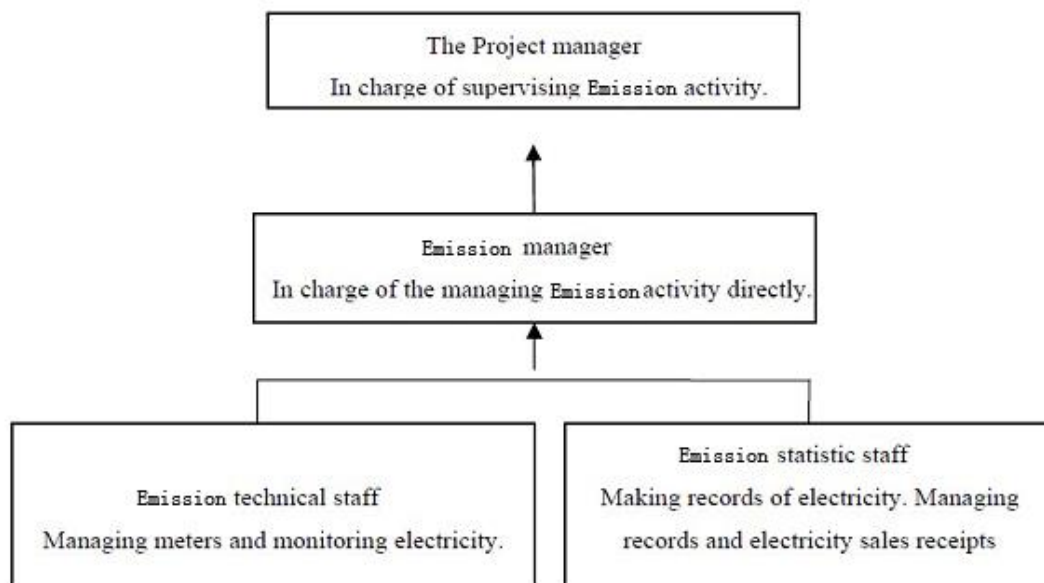 The Project manager
In charge of supervising Emission activity.
Emission manager
In charge of the managing Emission activity directly.
Emission technical staff
Managing meters and monitoring electricity.
Emission statistic staff
Making records of electricity. Managing
records and electricity sales receipts